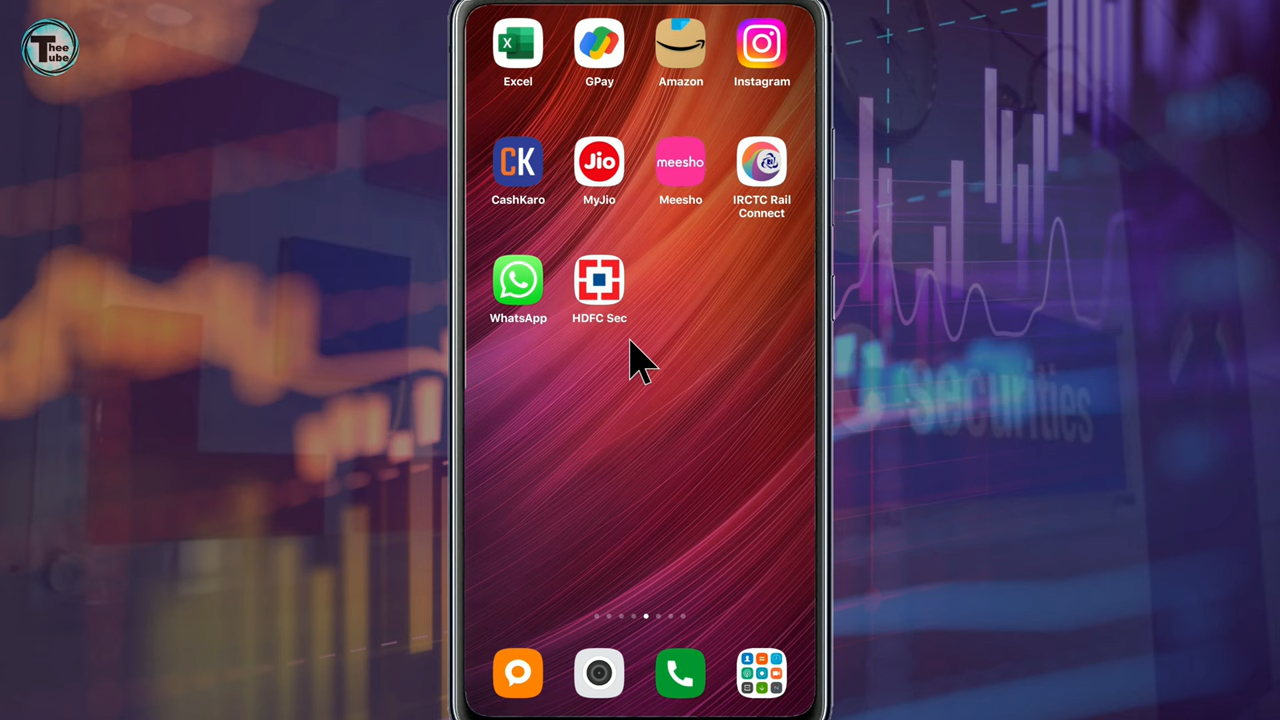 Thee
Tube
Excel
GPay
Amazon
Instagram
CK
Jio
meesho
CashKaro
MyJio
Meesho
IRCTC Rail
Connect
WhatsApp
HDFC Sec
securities